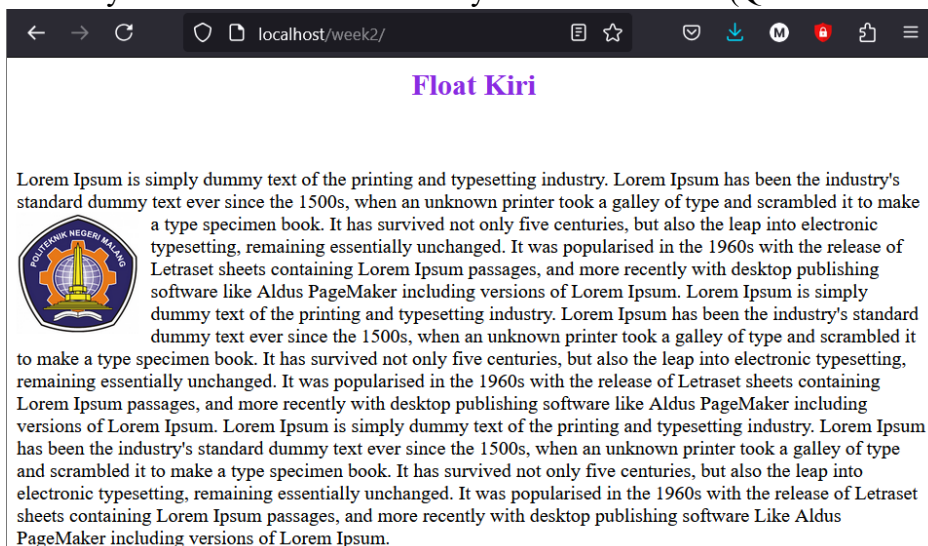 localhost/week2/
Float Kiri
Lorem Ipsum is simply dummy text of the printing and typesetting industry. Lorem Ipsum has been the industry's
standard dummy text ever since the 1500s, when an unknown printer took a galley of type and scrambled it to make
a type specimen book. It has survived not only five centuries, but also the leap into electronic
POLITEKNIK NEGERI MALANG
typesetting, remaining essentially unchanged. It was popularised in the 1960s with the release of
Letraset sheets containing Lorem Ipsum passages, and more recently with desktop publishing
software like Aldus PageMaker including versions of Lorem Ipsum. Lorem Ipsum is simply
dummy text of the printing and typesetting industry. Lorem Ipsum has been the industry's standard
dummy text ever since the 1500s, when an unknown printer took a galley of type and scrambled it
to make a type specimen book. It has survived not only five centuries, but also the leap into electronic typesetting,
remaining essentially unchanged. It was popularised in the 1960s with the release of Letraset sheets containing
Lorem Ipsum passages, and more recently with desktop publishing software like Aldus PageMaker including
versions of Lorem Ipsum. Lorem Ipsum is simply dummy text of the printing and typesetting industry. Lorem Ipsum
has been the industry's standard dummy text ever since the 1500s, when an unknown printer took a galley of type
and scrambled it to make a type specimen book. It has survived not only five centuries, but also the leap into
electronic typesetting, remaining essentially unchanged. It was popularised in the 1960s with the release of Letraset
sheets containing Lorem Ipsum passages, and more recently with desktop publishing software Like Aldus
PageMaker including versions of Lorem Ipsum.